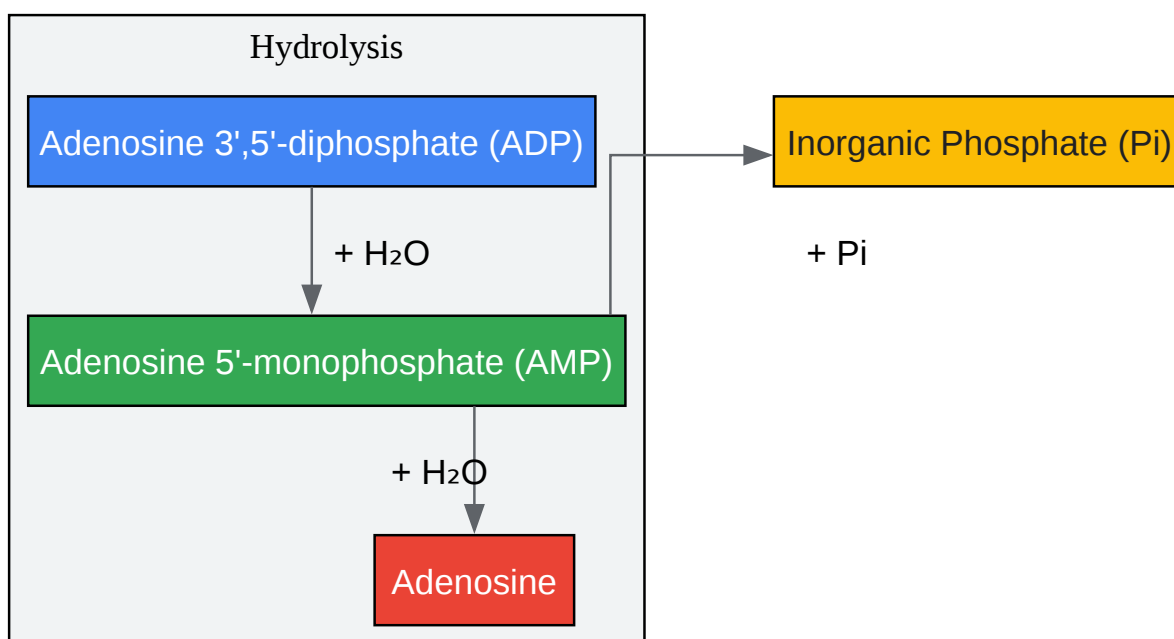 Hydrolysis
Adenosine 3',5'-diphosphate (ADP)
Inorganic Phosphate (Pi)
+ H₂O
+ Pi
Adenosine 5'-monophosphate (AMP)
+ H₂O
Adenosine